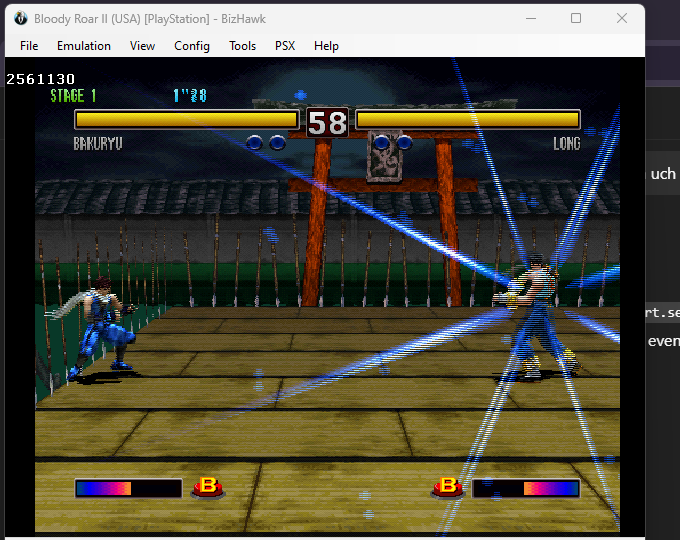 Bloody Roar II (USA) [PlayStation] - BizHawk
File Emulation View Config Tools PSX Help
2561130
STAGE 1 1"28
58
BAKURYU LONG
uch
rt.se
even
B B